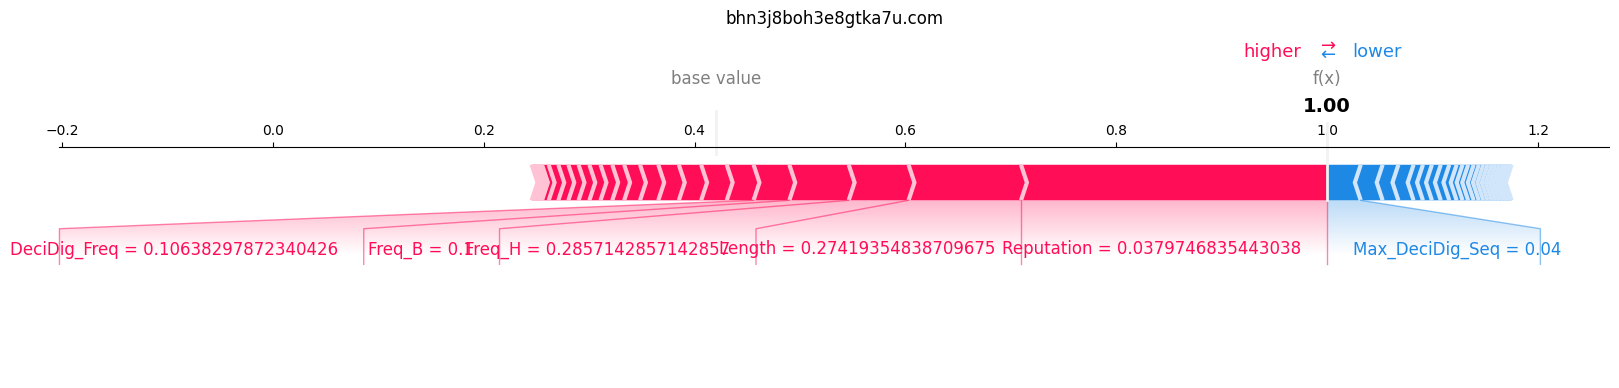 bhn3j8boh3e8gtka7u.com
higher ⇄ lower
base value f(x)
1.00
−0.2 0.0 0.2 0.4 0.6 0.8 1.0 1.2
DeciDig_Freq = 0.10638297872340426 Freq_B = 0.1 Freq_H = 0.2857142857142857 Length = 0.27419354838709675 Reputation = 0.0379746835443038 Max_DeciDig_Seq = 0.04